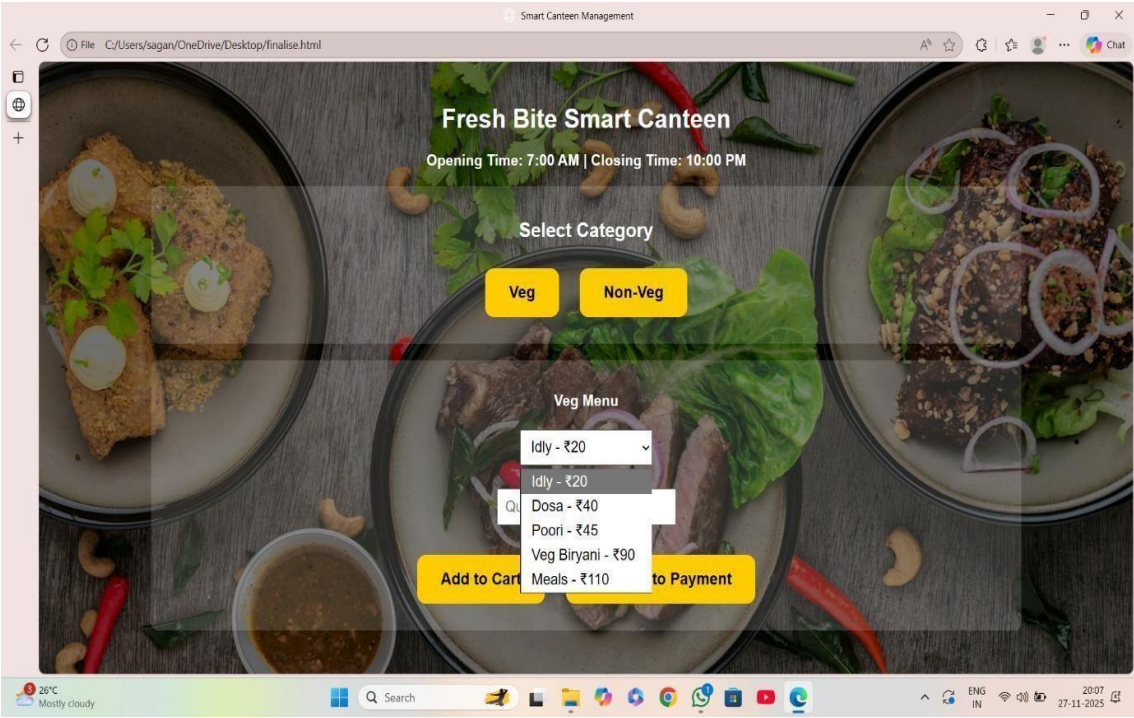 Smart Canteen Management
File C:/Users/sagan/OneDrive/Desktop/finalise.html
Chat
Fresh Bite Smart Canteen
Opening Time: 7:00 AM | Closing Time: 10:00 PM
Select Category
Veg Non-Veg
Veg Menu
Idly - ₹20
Idly - ₹20
Dosa - ₹40
Poori - ₹45
Veg Biryani - ₹90
Meals - ₹110
Add to Cart to Payment
3
26°C
Mostly cloudy
Search
ENG
IN
20:07
27-11-2025